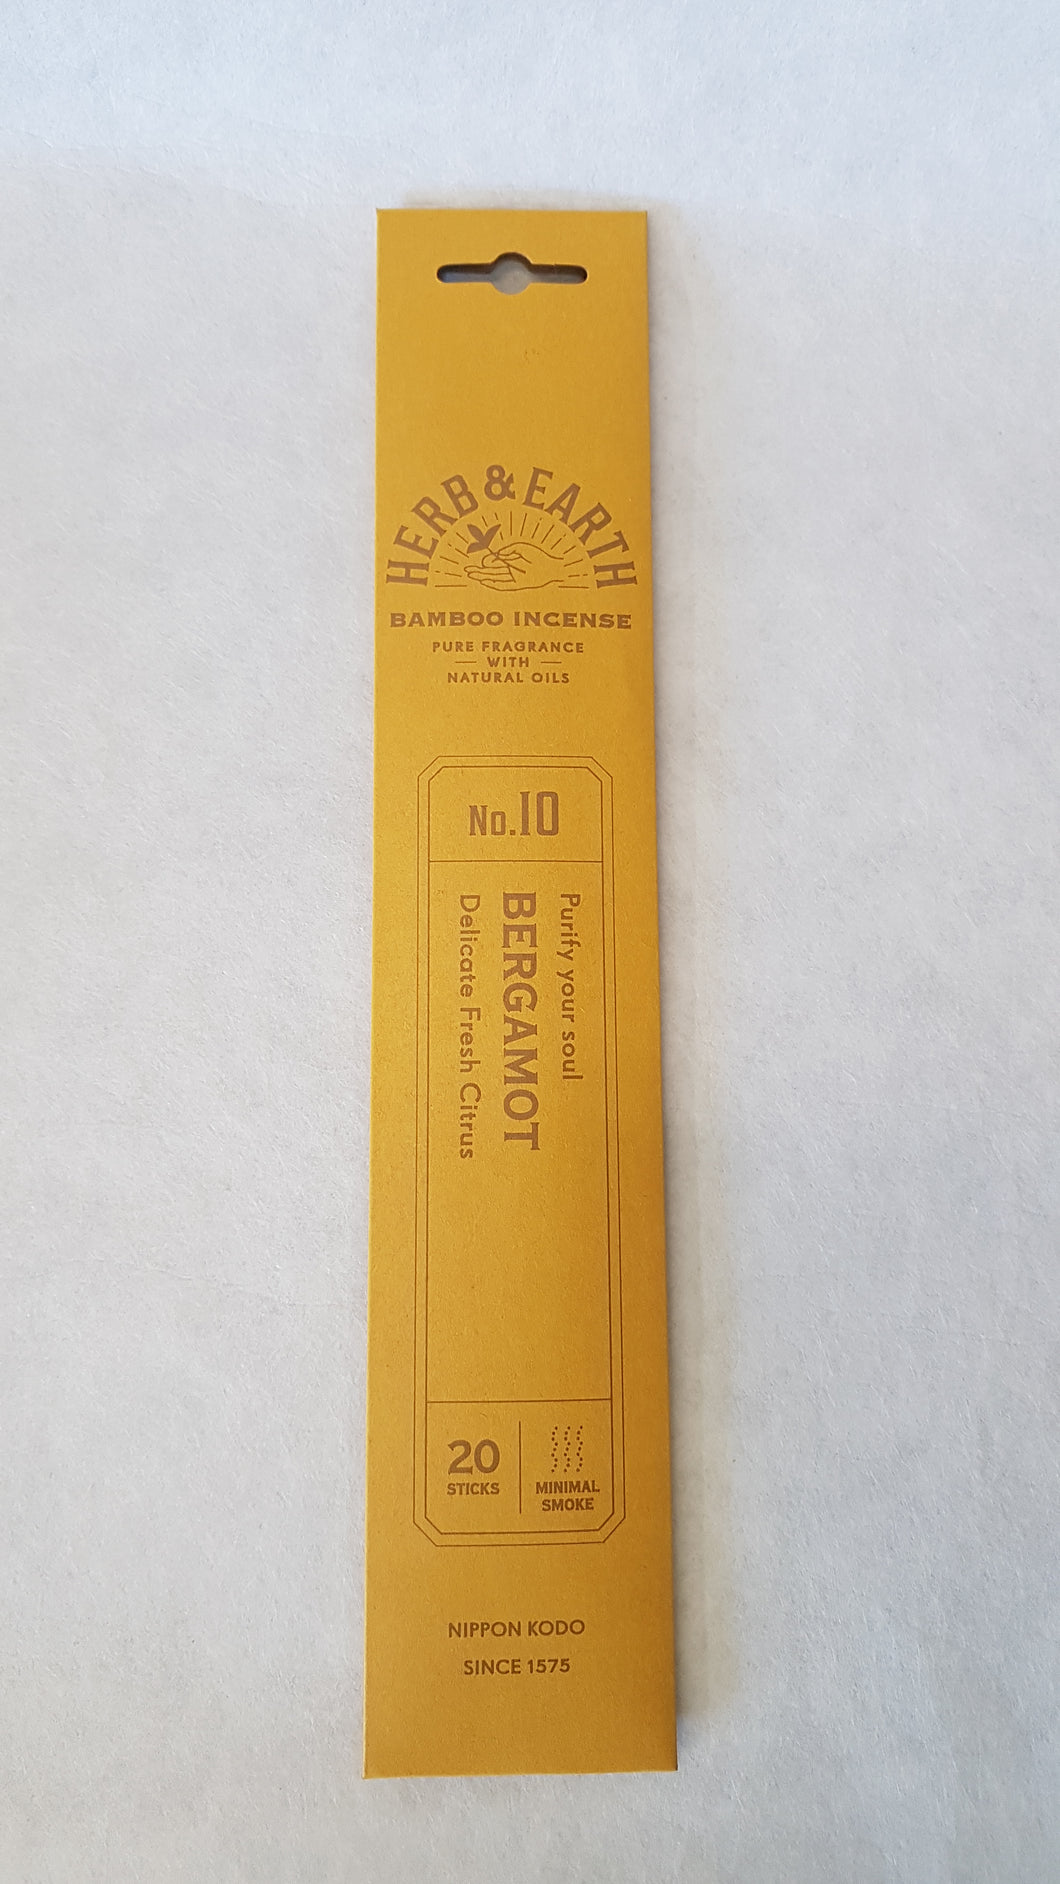 HERB & EARTH
BAMBOO INCENSE
PURE FRAGRANCE
WITH
NATURAL OILS
No.10
Purify your soul
BERGAMOT
Delicate Fresh Citrus
20
STICKS
MINIMAL
SMOKE
NIPPON KODO
SINCE 1575